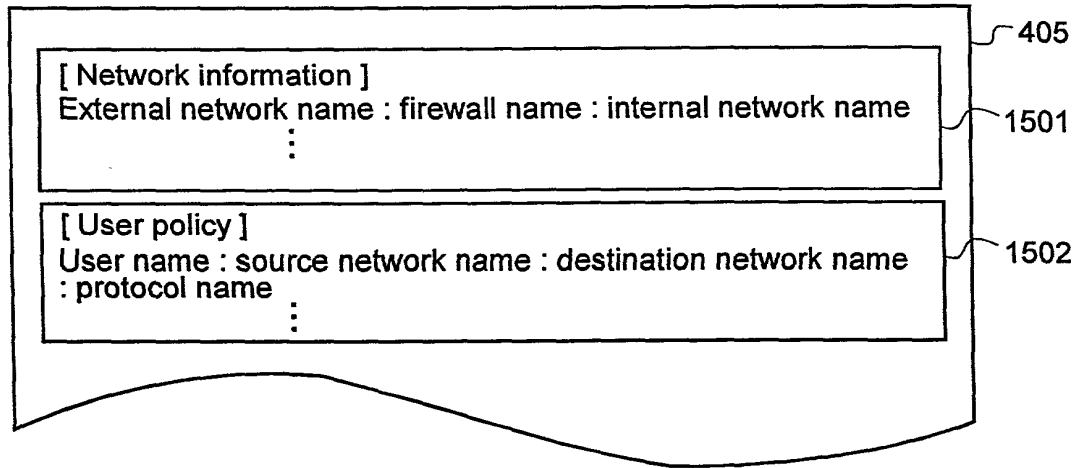 405
[ Network information ]
External network name : firewall name : internal network name
⋮
1501
[ User policy ]
User name : source network name : destination network name
: protocol name
⋮
1502